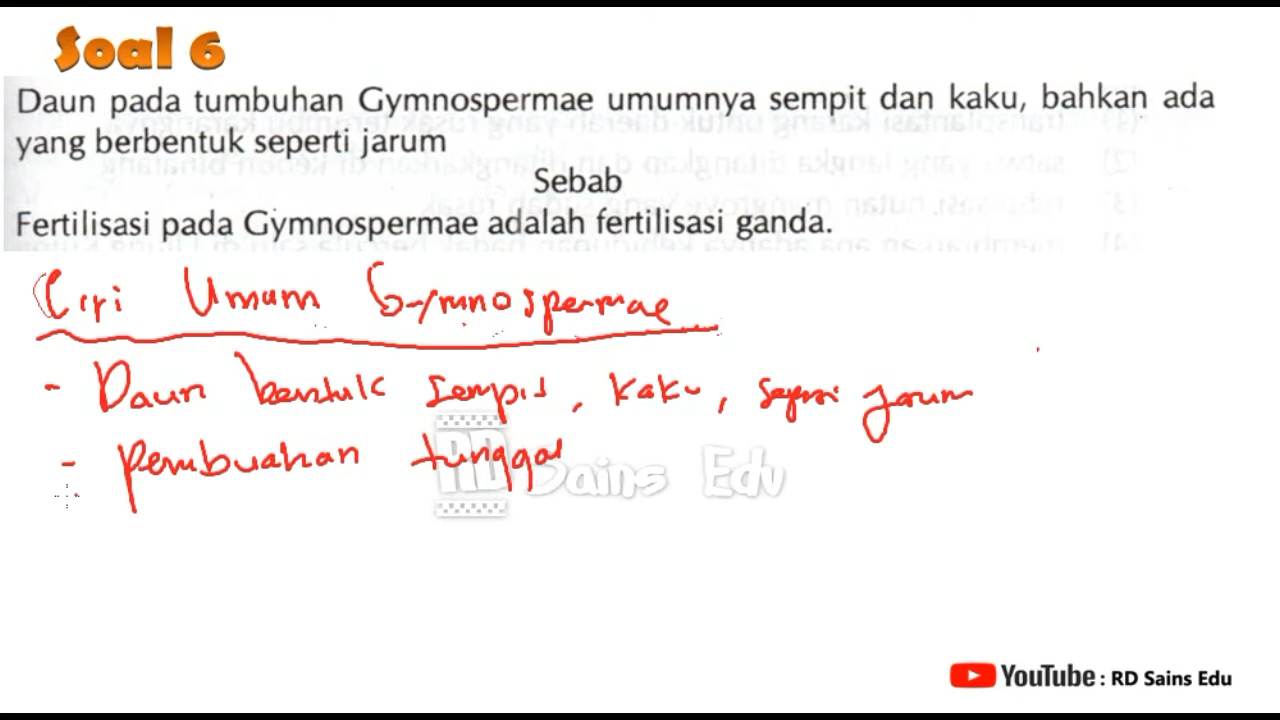 Soal 6
Daun pada tumbuhan Gymnospermae umumnya sempit dan kaku, bahkan ada
yang berbentuk seperti jarum
Sebab
Fertilisasi pada Gymnospermae adalah fertilisasi ganda.
Ciri Umum Gymnospermae
- Daun bentuk sempit, kaku, seperti jarum
- Pembuahan tunggal
RD Sains Edu
YouTube : RD Sains Edu